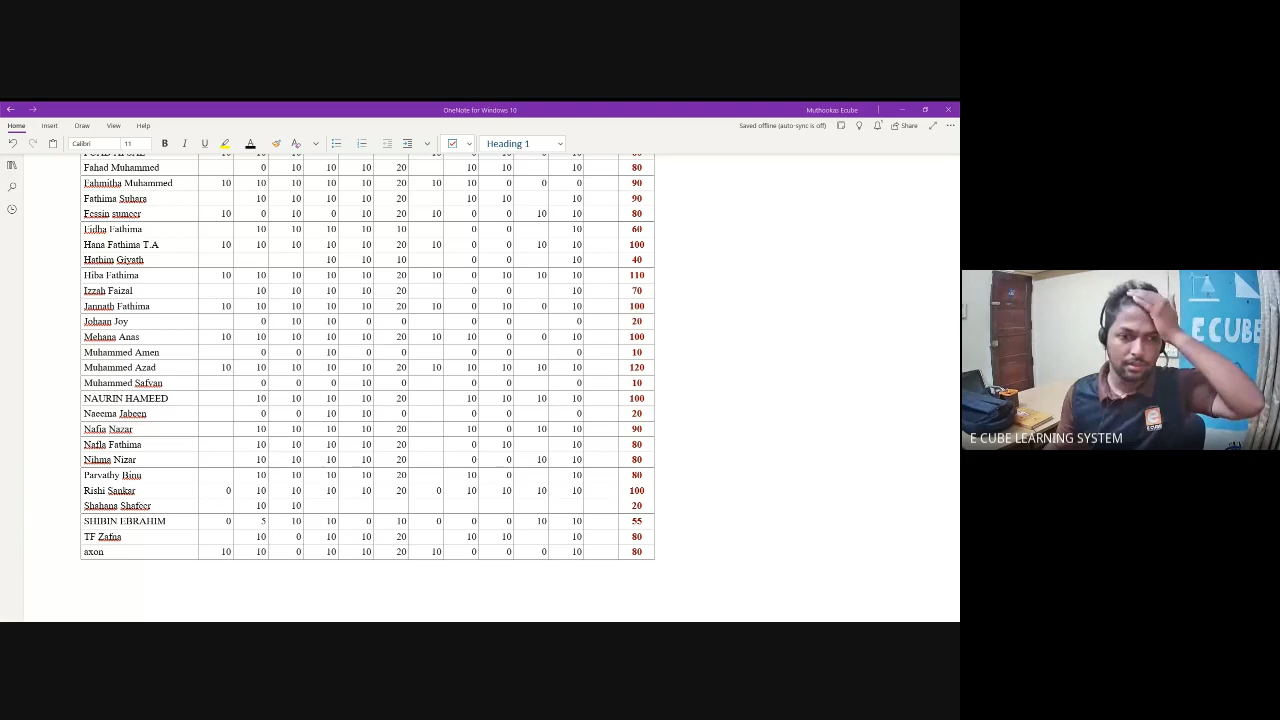 OneNote for Windows 10
Muthookas Ecube
Home Insert Draw View Help
Saved offline (auto-sync is off)
Share
Calibri 11 B I U A Heading 1
Fahad Muhammed 0 10 10 10 20 10 10 10 80
Fahmitha Muhammed 10 10 10 10 10 20 10 10 0 0 0 90
Fathima Suhara 10 10 10 10 20 10 10 10 90
Fessin sumeer 10 0 10 0 10 20 10 0 0 10 10 80
Fidha Fathima 10 10 10 10 10 0 0 10 60
Hana Fathima T.A 10 10 10 10 10 20 10 0 0 10 10 100
Hathim Giyath 10 10 10 0 0 10 40
Hiba Fathima 10 10 10 10 10 20 10 0 10 10 10 110
Izzah Faizal 10 10 10 10 20 0 0 10 70
Jannath Fathima 10 10 10 10 10 20 10 0 10 0 10 100
Johaan Joy 0 10 10 0 0 0 0 0 20
Mehana Anas 10 10 10 10 10 20 10 10 0 0 10 100
Muhammed Amen 0 0 10 0 0 0 0 0 10
Muhammed Azad 10 10 10 10 10 20 10 10 10 10 10 120
Muhammed Safvan 0 0 0 10 0 0 0 0 10
NAURIN HAMEED 10 10 10 10 20 10 10 10 10 100
Naeema Jabeen 0 0 10 10 0 0 0 0 20
Nafia Nazar 10 10 10 10 20 10 0 10 10 90
Nafla Fathima 10 10 10 10 20 0 10 10 80
Nihma Nizar 10 10 10 10 20 0 0 10 10 80
Parvathy Binu 10 10 10 10 20 10 0 10 80
Rishi Sankar 0 10 10 10 10 20 0 10 10 10 10 100
Shahana Shafeer 10 10 20
SHIBIN EBRAHIM 0 5 10 10 0 10 0 0 0 10 10 55
TF Zafna 10 0 10 10 20 10 10 10 80
axon 10 10 0 10 10 20 10 0 0 0 10 80
E CUBE
E CUBE LEARNING SYSTEM